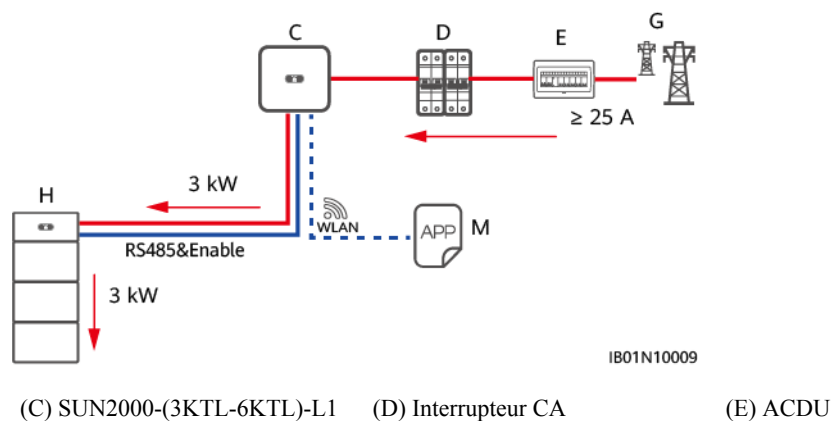 C
D
E
G
≥ 25 A
3 kW
H
WLAN
APP
M
RS485&Enable
3 kW
IB01N10009
(C) SUN2000-(3KTL-6KTL)-L1 (D) Interrupteur CA (E) ACDU